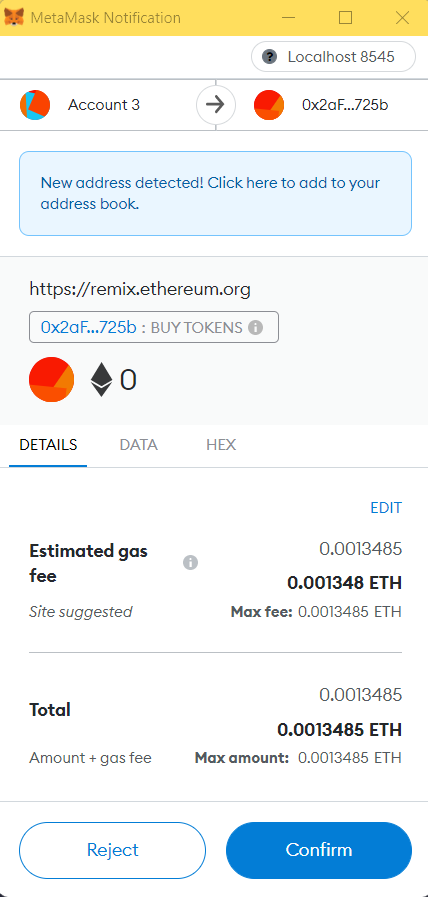 MetaMask Notification
Localhost 8545
Account 3
0x2aF...725b
New address detected! Click here to add to your
address book.
https://remix.ethereum.org
0x2aF...725b : BUY TOKENS
0
DETAILS DATA HEX
EDIT
Estimated gas
fee
0.0013485
0.001348 ETH
Site suggested
Max fee: 0.0013485 ETH
0.0013485
Total
0.0013485 ETH
Amount + gas fee
Max amount: 0.0013485 ETH
Reject
Confirm